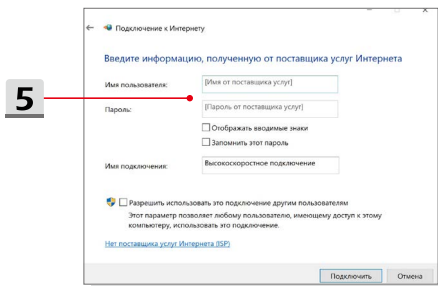 Подключение к Интернету
Введите информацию, полученную от поставщика услуг Интернета
5
Имя пользователя: [Имя от поставщика услуг]
Пароль: [Пароль от поставщика услуг]
Отображать вводимые знаки
Запомнить этот пароль
Имя подключения: Высокоскоростное подключение
Разрешить использовать это подключение другим пользователям
Этот параметр позволяет любому пользователю, имеющему доступ к этому
компьютеру, использовать это подключение.
Нет поставщика услуг Интернета (ISP)
Подключить Отмена